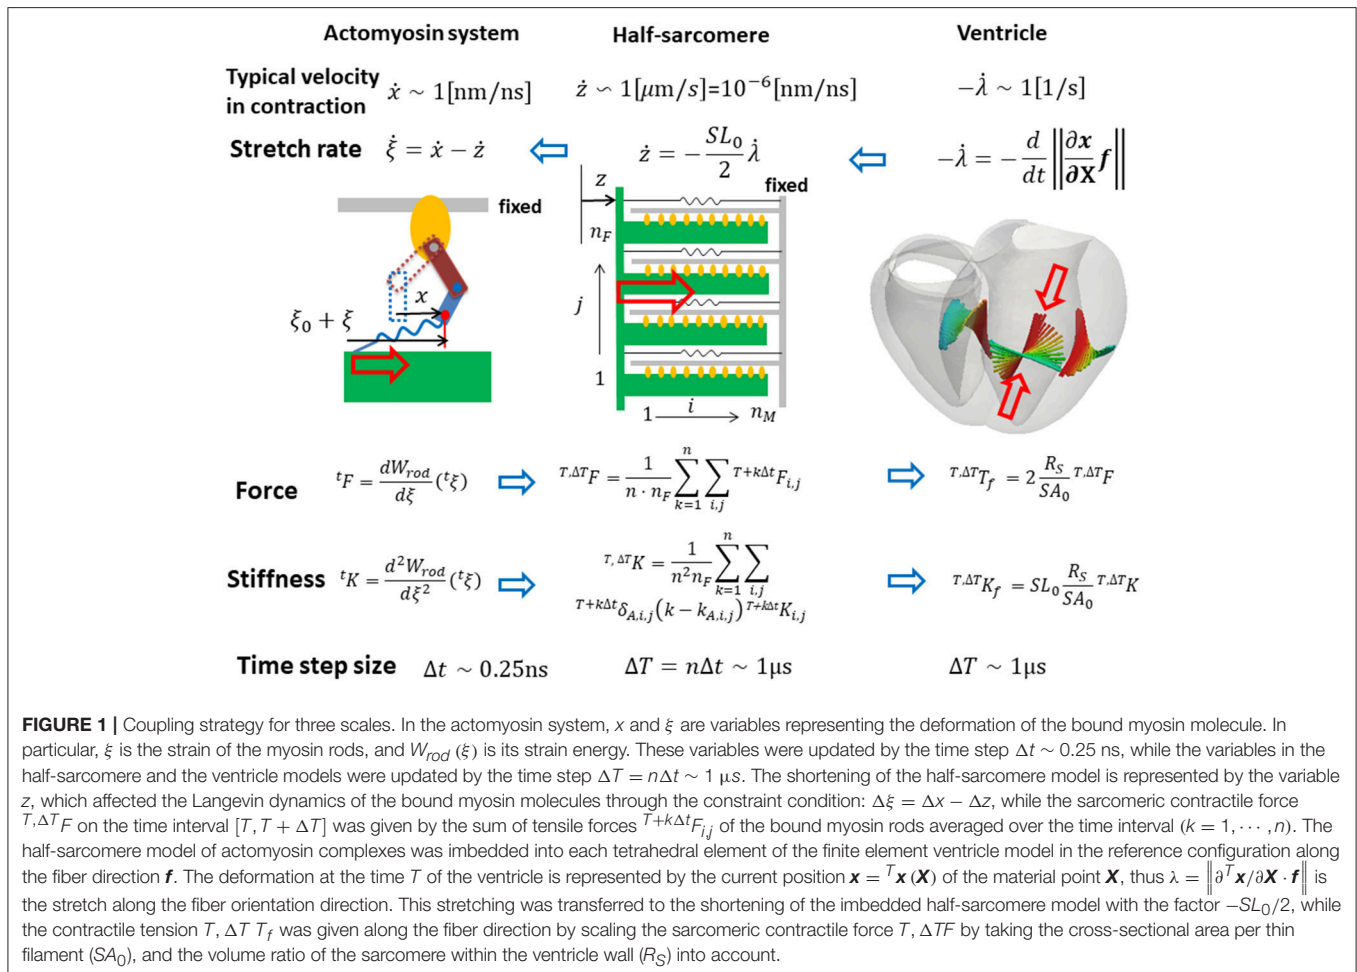 Actomyosin system Half-sarcomere Ventricle
Typical velocity in contraction ẋ ~ 1[nm/ns] ż ∽ 1[μm/s]=10⁻⁶[nm/ns] −λ̇ ~ 1[1/s]
Stretch rate ξ̇ = ẋ − ż ż = −(SL₀/2) λ̇ −λ̇ = −d/dt ‖∂x/∂X f‖
fixed
ξ₀ + ξ
x
z
fixed
n_F
j
1
1 i n_M
Force ᵗF = dW_rod/dξ (ᵗξ) ^{T,ΔT}F = 1/(n · n_F) ∑_{k=1}^{n} ∑_{i,j} ^{T+kΔt}F_{i,j} ^{T,ΔT}T_f = 2 R_S/SA₀ ^{T,ΔT}F
Stiffness ᵗK = d²W_rod/dξ² (ᵗξ) ^{T,ΔT}K = 1/(n²n_F) ∑_{k=1}^{n} ∑_{i,j} ^{T,ΔT}K_f = SL₀ R_S/SA₀ ^{T,ΔT}K
^{T+kΔt}δ_{A,i,j}(k − k_{A,i,j}) ^{T+kΔt}K_{i,j}
Time step size Δt ~ 0.25ns ΔT = nΔt ~ 1μs ΔT ~ 1μs
FIGURE 1 | Coupling strategy for three scales. In the actomyosin system, x and ξ are variables representing the deformation of the bound myosin molecule. In
particular, ξ is the strain of the myosin rods, and W_rod (ξ) is its strain energy. These variables were updated by the time step Δt ~ 0.25 ns, while the variables in the
half-sarcomere and the ventricle models were updated by the time step ΔT = nΔt ~ 1 μs. The shortening of the half-sarcomere model is represented by the variable
z, which affected the Langevin dynamics of the bound myosin molecules through the constraint condition: Δξ = Δx − Δz, while the sarcomeric contractile force
^{T,ΔT}F on the time interval [T, T + ΔT] was given by the sum of tensile forces ^{T+kΔt}F_{i,j} of the bound myosin rods averaged over the time interval (k = 1, ⋯ , n). The
half-sarcomere model of actomyosin complexes was imbedded into each tetrahedral element of the finite element ventricle model in the reference configuration along
the fiber direction f. The deformation at the time T of the ventricle is represented by the current position x = ᵀx (X) of the material point X, thus λ = ‖∂ᵀx/∂X · f‖ is
the stretch along the fiber orientation direction. This stretching was transferred to the shortening of the imbedded half-sarcomere model with the factor −SL₀/2, while
the contractile tension T, ΔT T_f was given along the fiber direction by scaling the sarcomeric contractile force T, ΔTF by taking the cross-sectional area per thin
filament (SA₀), and the volume ratio of the sarcomere within the ventricle wall (R_S) into account.